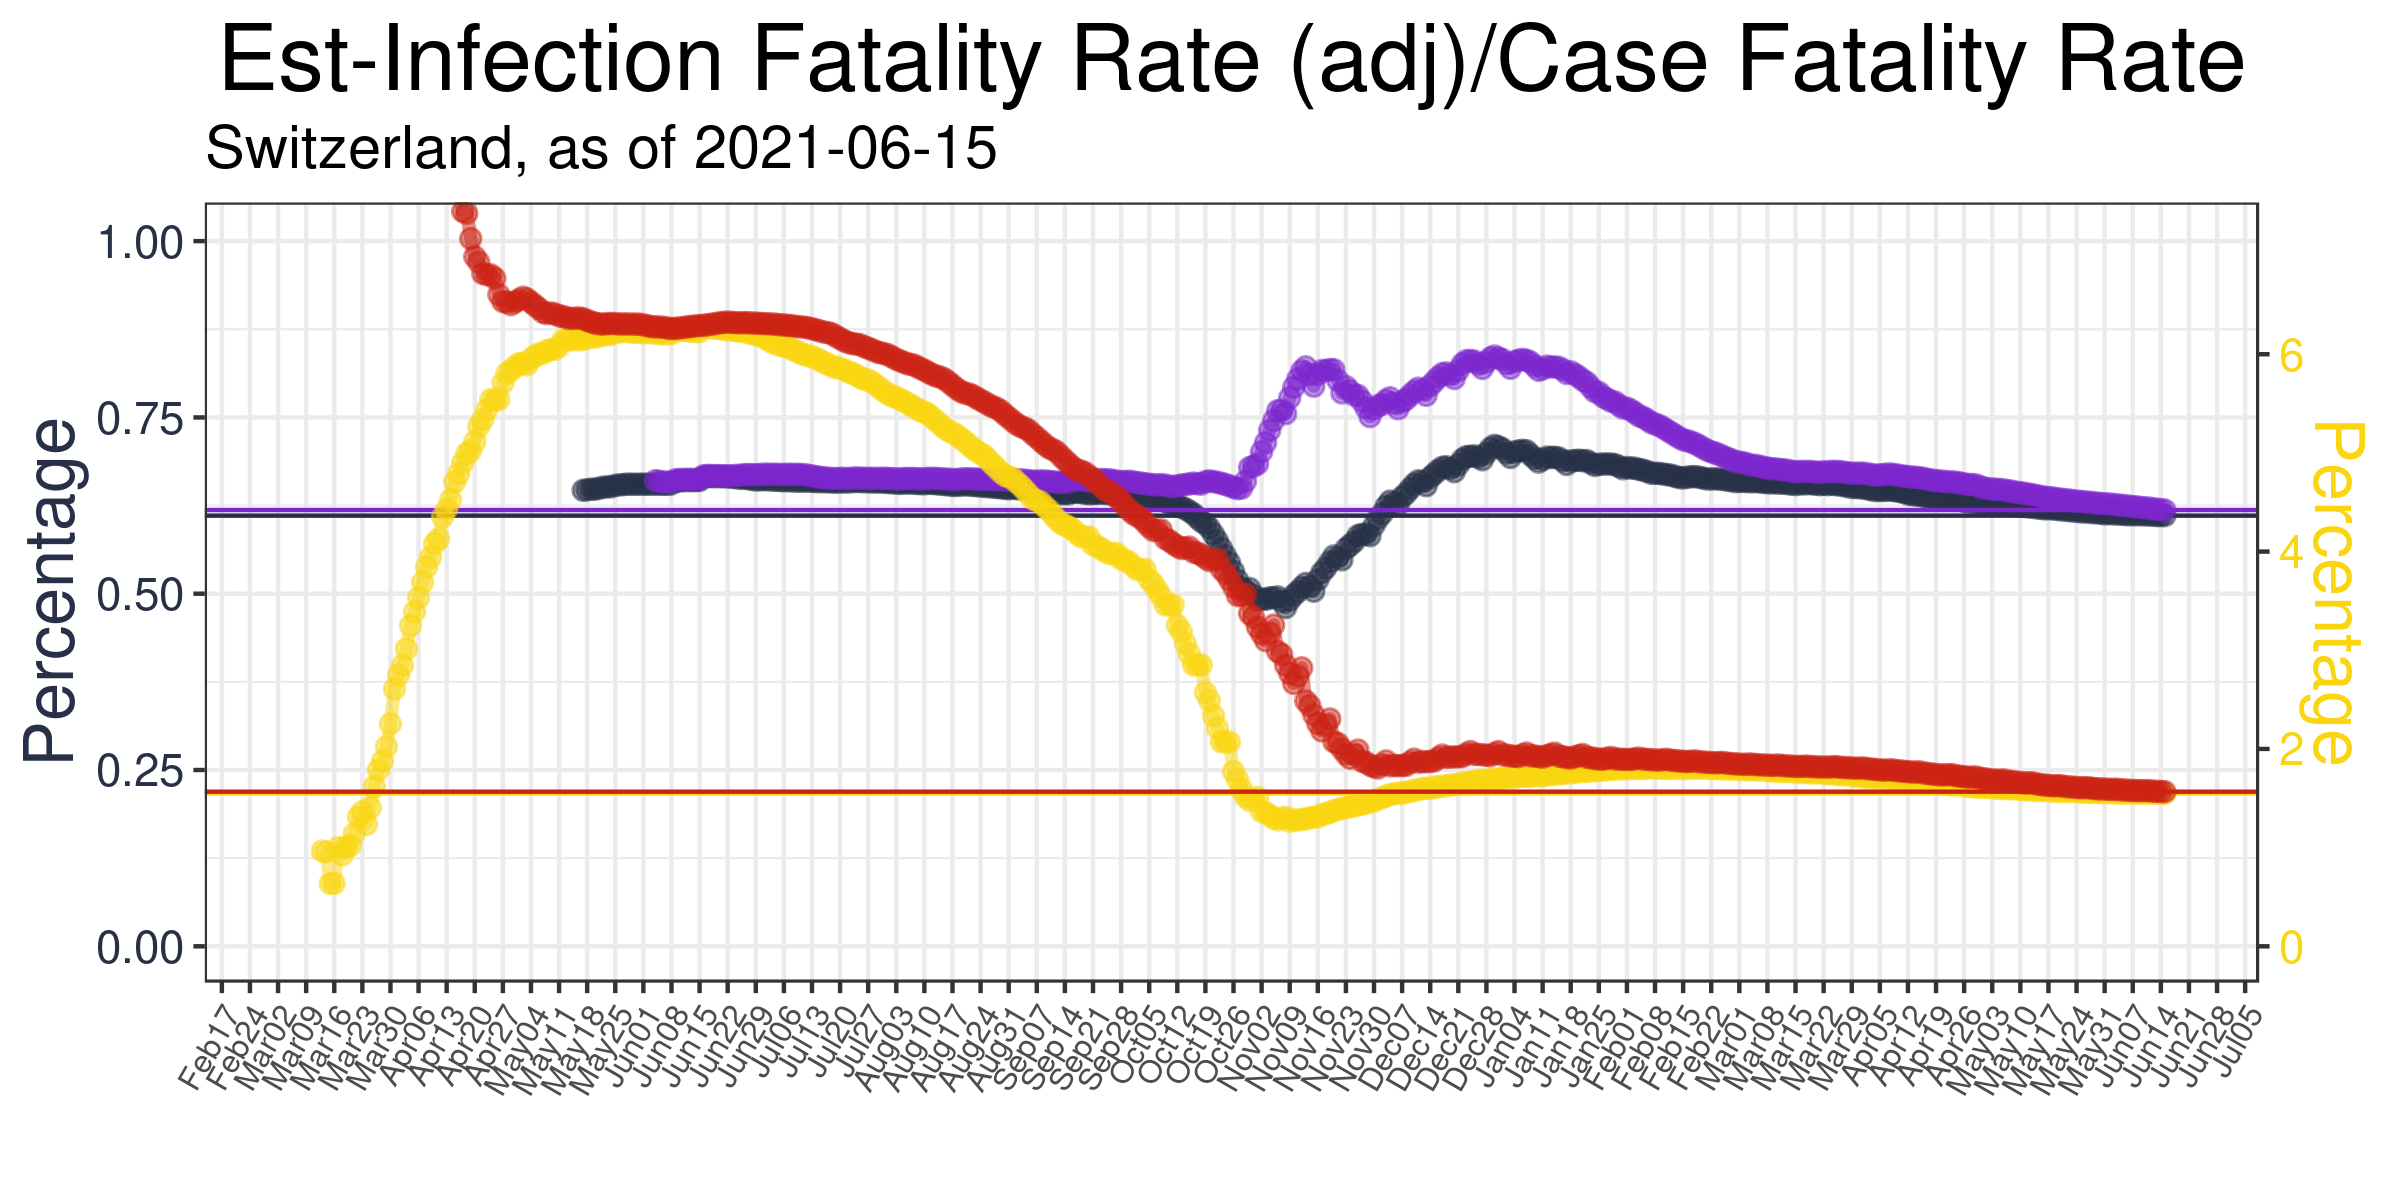 Est-Infection Fatality Rate (adj)/Case Fatality Rate
Switzerland, as of 2021-06-15
Percentage
1.00
0.75
0.50
0.25
0.00
6
4
2
0
Percentage
Feb17
Feb24
Mar02
Mar09
Mar16
Mar23
Mar30
Apr06
Apr13
Apr20
Apr27
May04
May11
May18
May25
Jun01
Jun08
Jun15
Jun22
Jun29
Jul06
Jul13
Jul20
Jul27
Aug03
Aug10
Aug17
Aug24
Aug31
Sep07
Sep14
Sep21
Sep28
Oct05
Oct12
Oct19
Oct26
Nov02
Nov09
Nov16
Nov23
Nov30
Dec07
Dec14
Dec21
Dec28
Jan04
Jan11
Jan18
Jan25
Feb01
Feb08
Feb15
Feb22
Mar01
Mar08
Mar15
Mar22
Mar29
Apr05
Apr12
Apr19
Apr26
May03
May10
May17
May24
May31
Jun07
Jun14
Jun21
Jun28
Jul05